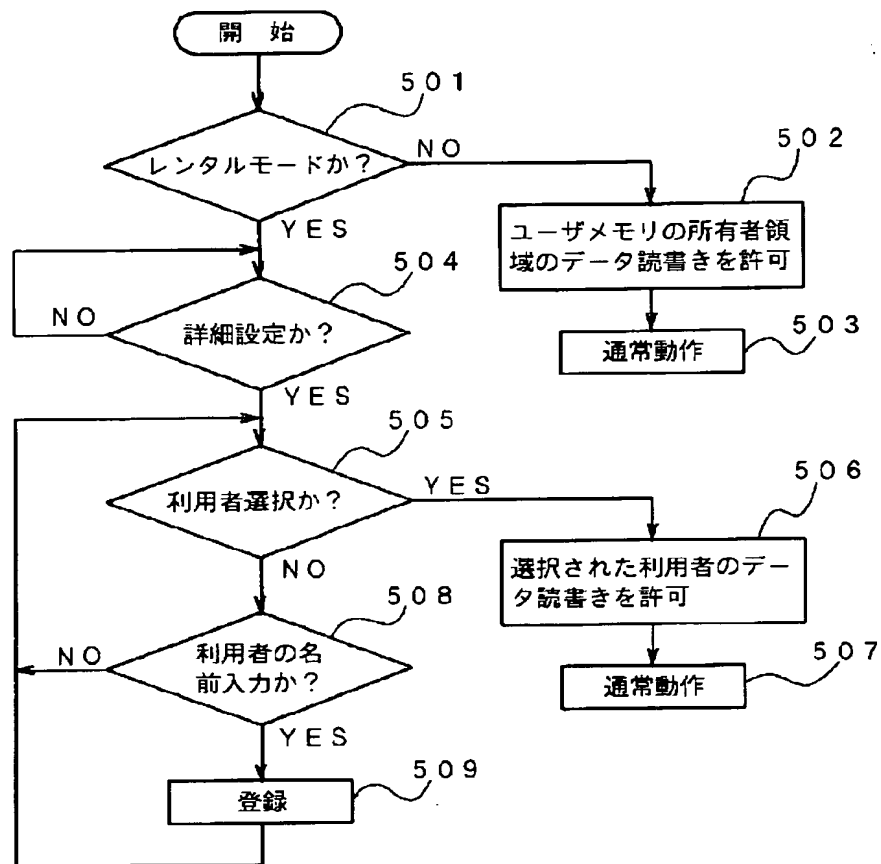 開始
501
レンタルモードか？
NO
502
YES
ユーザメモリの所有者領
域のデータ読書きを許可
504
NO
詳細設定か？
503
通常動作
YES
505
利用者選択か？
YES
506
NO
選択された利用者のデー
タ読書きを許可
508
NO
利用者の名
前入力か？
507
通常動作
YES
509
登録